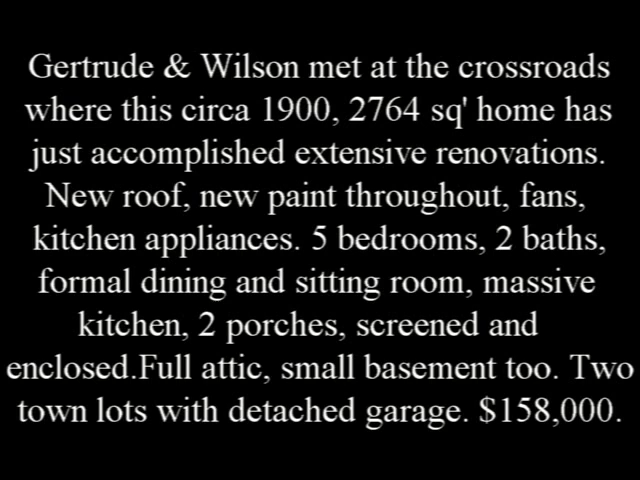 Gertrude & Wilson met at the crossroads
where this circa 1900, 2764 sq' home has
just accomplished extensive renovations.
New roof, new paint throughout, fans,
kitchen appliances. 5 bedrooms, 2 baths,
formal dining and sitting room, massive
kitchen, 2 porches, screened and
enclosed.Full attic, small basement too. Two
town lots with detached garage. $158,000.